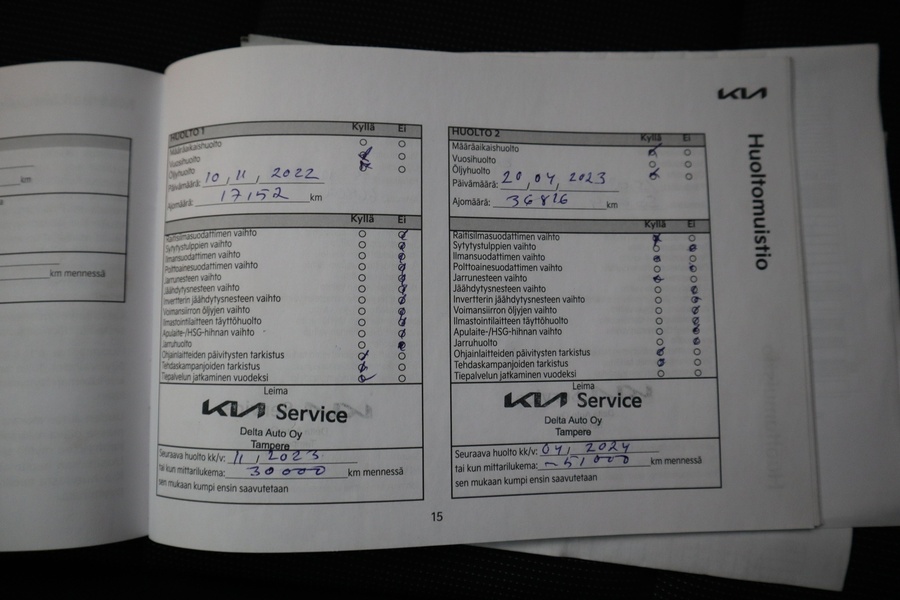 km
km mennessä
HUOLTO 1 Kyllä Ei
Määräaikaishuolto
Vuosihuolto
Öljyhuolto
Päivämäärä: 10, 11, 2022
Ajomäärä: 17152 km
Kyllä Ei
Raitisilmasuodattimen vaihto
Sytytystulppien vaihto
Ilmansuodattimen vaihto
Polttoainesuodattimen vaihto
Jarrunesteen vaihto
Jäähdytysnesteen vaihto
Invertterin jäähdytysnesteen vaihto
Voimansiirron öljyjen vaihto
Ilmastointilaitteen täyttöhuolto
Apulaite-/HSG-hihnan vaihto
Jarruhuolto
Ohjainlaitteiden päivitysten tarkistus
Tehdaskampanjoiden tarkistus
Tiepalvelun jatkaminen vuodeksi
Leima
KIA Service
Delta Auto Oy
Tampere
Seuraava huolto kk/v: 11, 2023
tai kun mittarilukema: 30000 km mennessä
sen mukaan kumpi ensin saavutetaan
HUOLTO 2 Kyllä Ei
Määräaikaishuolto
Vuosihuolto
Öljyhuolto
Päivämäärä: 20, 04, 2023
Ajomäärä: 36816 km
Kyllä Ei
Raitisilmasuodattimen vaihto
Sytytystulppien vaihto
Ilmansuodattimen vaihto
Polttoainesuodattimen vaihto
Jarrunesteen vaihto
Jäähdytysnesteen vaihto
Invertterin jäähdytysnesteen vaihto
Voimansiirron öljyjen vaihto
Ilmastointilaitteen täyttöhuolto
Apulaite-/HSG-hihnan vaihto
Jarruhuolto
Ohjainlaitteiden päivitysten tarkistus
Tehdaskampanjoiden tarkistus
Tiepalvelun jatkaminen vuodeksi
Leima
KIA Service
Delta Auto Oy
Tampere
Seuraava huolto kk/v: 04, 2024
tai kun mittarilukema: ~51000 km mennessä
sen mukaan kumpi ensin saavutetaan
KIA
Huoltomuistio
15